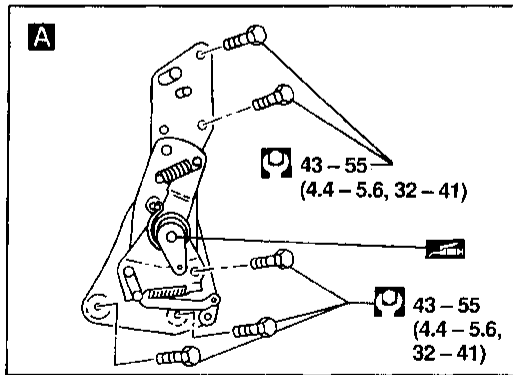 A
43 – 55
(4.4 – 5.6, 32 – 41)
43 – 55
(4.4 – 5.6,
32 – 41)